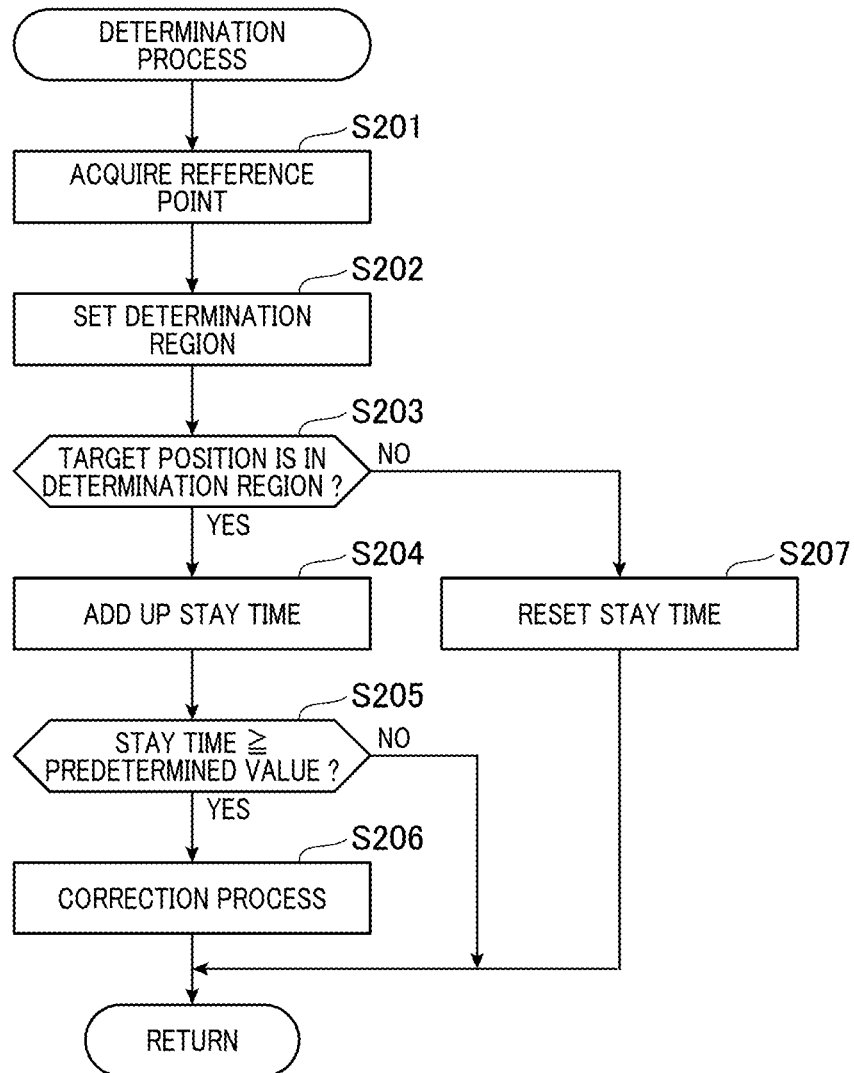 DETERMINATION
PROCESS
S201
ACQUIRE REFERENCE
POINT
S202
SET DETERMINATION
REGION
S203
TARGET POSITION IS IN
DETERMINATION REGION ?
NO
YES
S204
ADD UP STAY TIME
S207
RESET STAY TIME
S205
STAY TIME ≧
PREDETERMINED VALUE ?
NO
YES
S206
CORRECTION PROCESS
RETURN